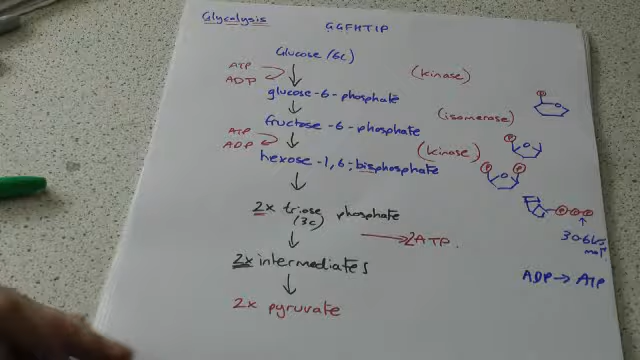 Glycolysis GGFHTIP
Glucose (6C)
ATP
ADP
(kinase)
glucose-6-phosphate
(isomerase)
fructose-6-phosphate
ATP
ADP
(kinase)
hexose-1,6-bisphosphate
2x triose phosphate
(3C)
2ATP.
2x intermediates
2x pyruvate
P
P
P P
P P P
30.6kJ
mol⁻¹
ADP → ATP